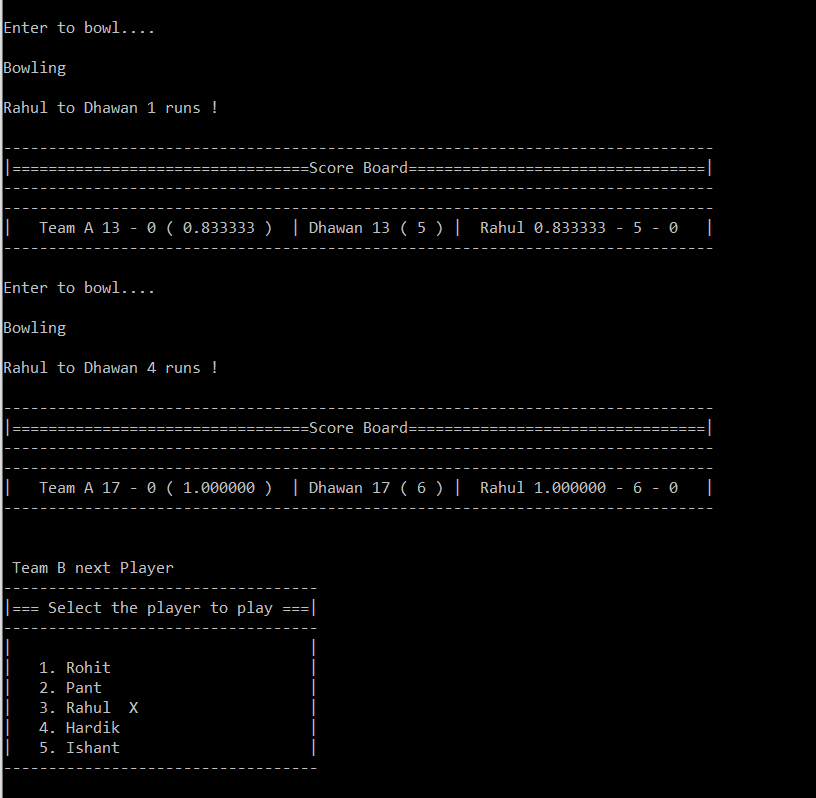 Enter to bowl....
Bowling
Rahul to Dhawan 1 runs !
-------------------------------------------------------------------------------
|=================================Score Board=================================|
-------------------------------------------------------------------------------
-------------------------------------------------------------------------------
|   Team A 13 - 0 ( 0.833333 )  | Dhawan 13 ( 5 ) |  Rahul 0.833333 - 5 - 0   |
-------------------------------------------------------------------------------
Enter to bowl....
Bowling
Rahul to Dhawan 4 runs !
-------------------------------------------------------------------------------
|=================================Score Board=================================|
-------------------------------------------------------------------------------
-------------------------------------------------------------------------------
|   Team A 17 - 0 ( 1.000000 )  | Dhawan 17 ( 6 ) |  Rahul 1.000000 - 6 - 0   |
-------------------------------------------------------------------------------
 Team B next Player
-----------------------------------
|=== Select the player to play ===|
-----------------------------------
|                                 |
|   1. Rohit                      |
|   2. Pant                       |
|   3. Rahul  X                   |
|   4. Hardik                     |
|   5. Ishant                     |
-----------------------------------